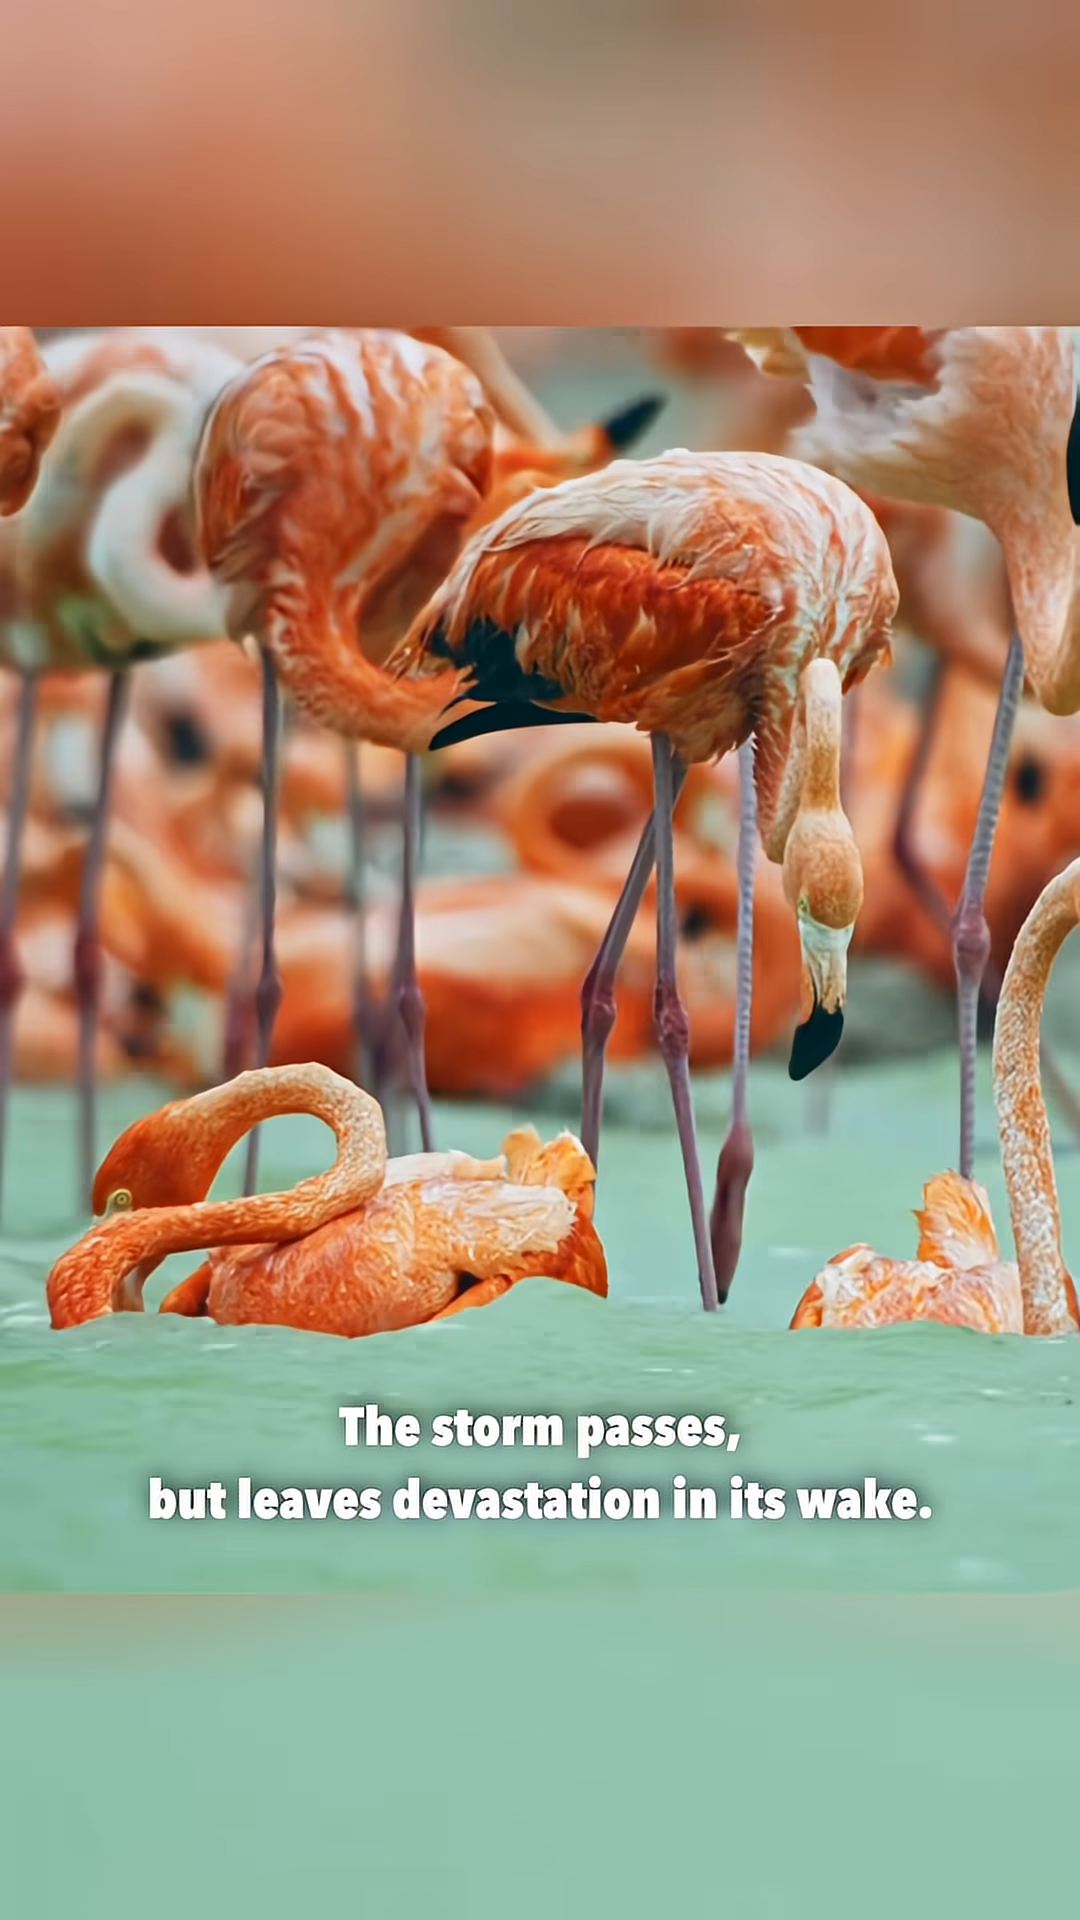 The storm passes,
but leaves devastation in its wake.